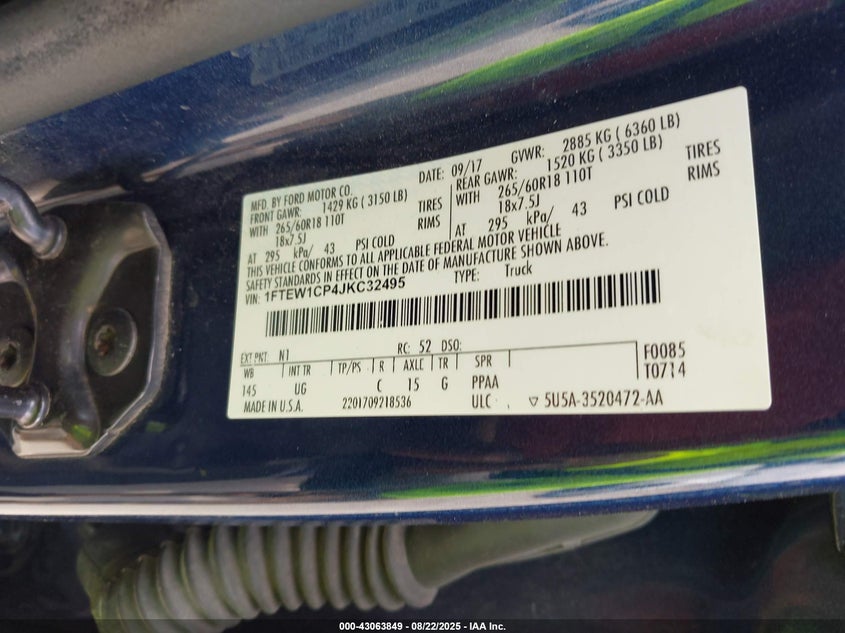 MFD. BY FORD MOTOR CO.
DATE: 09/17 GVWR: 2885 KG ( 6360 LB)
FRONT GAWR: 1429 KG ( 3150 LB) REAR GAWR: 1520 KG ( 3350 LB)
WITH 265/60R18 110T TIRES WITH 265/60R18 110T TIRES
18x7.5J RIMS 18x7.5J RIMS
AT 295 kPa/ 43 PSI COLD AT 295 kPa/ 43 PSI COLD
THIS VEHICLE CONFORMS TO ALL APPLICABLE FEDERAL MOTOR VEHICLE
SAFETY STANDARDS IN EFFECT ON THE DATE OF MANUFACTURE SHOWN ABOVE.
VIN: 1FTEW1CP4JKC32495 TYPE: Truck
EXT PNT: N1 RC: 52 DSO: F0085
WB INT TR TP/PS R AXLE TR SPR T0714
145 UG C 15 G PPAA
MADE IN U.S.A. 2201709218536 ULC ▽ 5U5A-3520472-AA
000-43063849 - 08/22/2025 - IAA Inc.